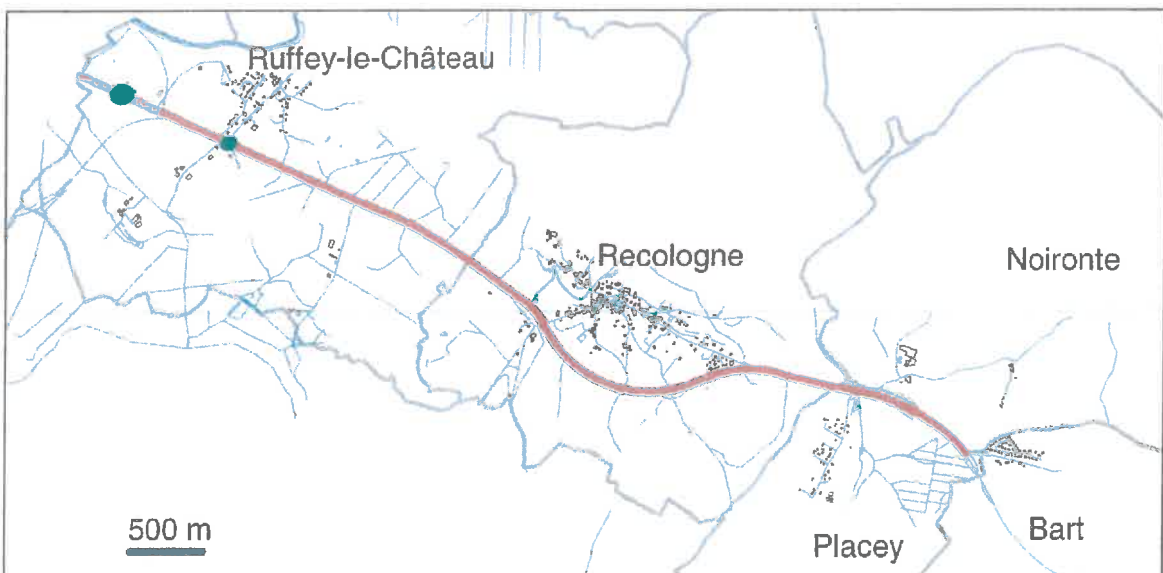 Ruffey-le-Château
Recologne
Noironte
500 m
Placey
Bart